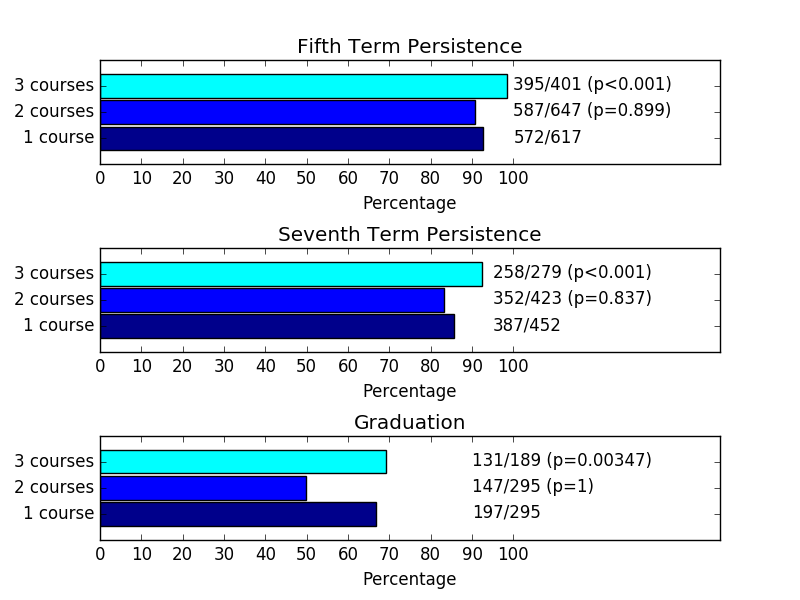 Fifth Term Persistence
3 courses 395/401 (p<0.001)
2 courses 587/647 (p=0.899)
1 course 572/617
0 10 20 30 40 50 60 70 80 90 100
Percentage
Seventh Term Persistence
3 courses 258/279 (p<0.001)
2 courses 352/423 (p=0.837)
1 course 387/452
0 10 20 30 40 50 60 70 80 90 100
Percentage
Graduation
3 courses 131/189 (p=0.00347)
2 courses 147/295 (p=1)
1 course 197/295
0 10 20 30 40 50 60 70 80 90 100
Percentage